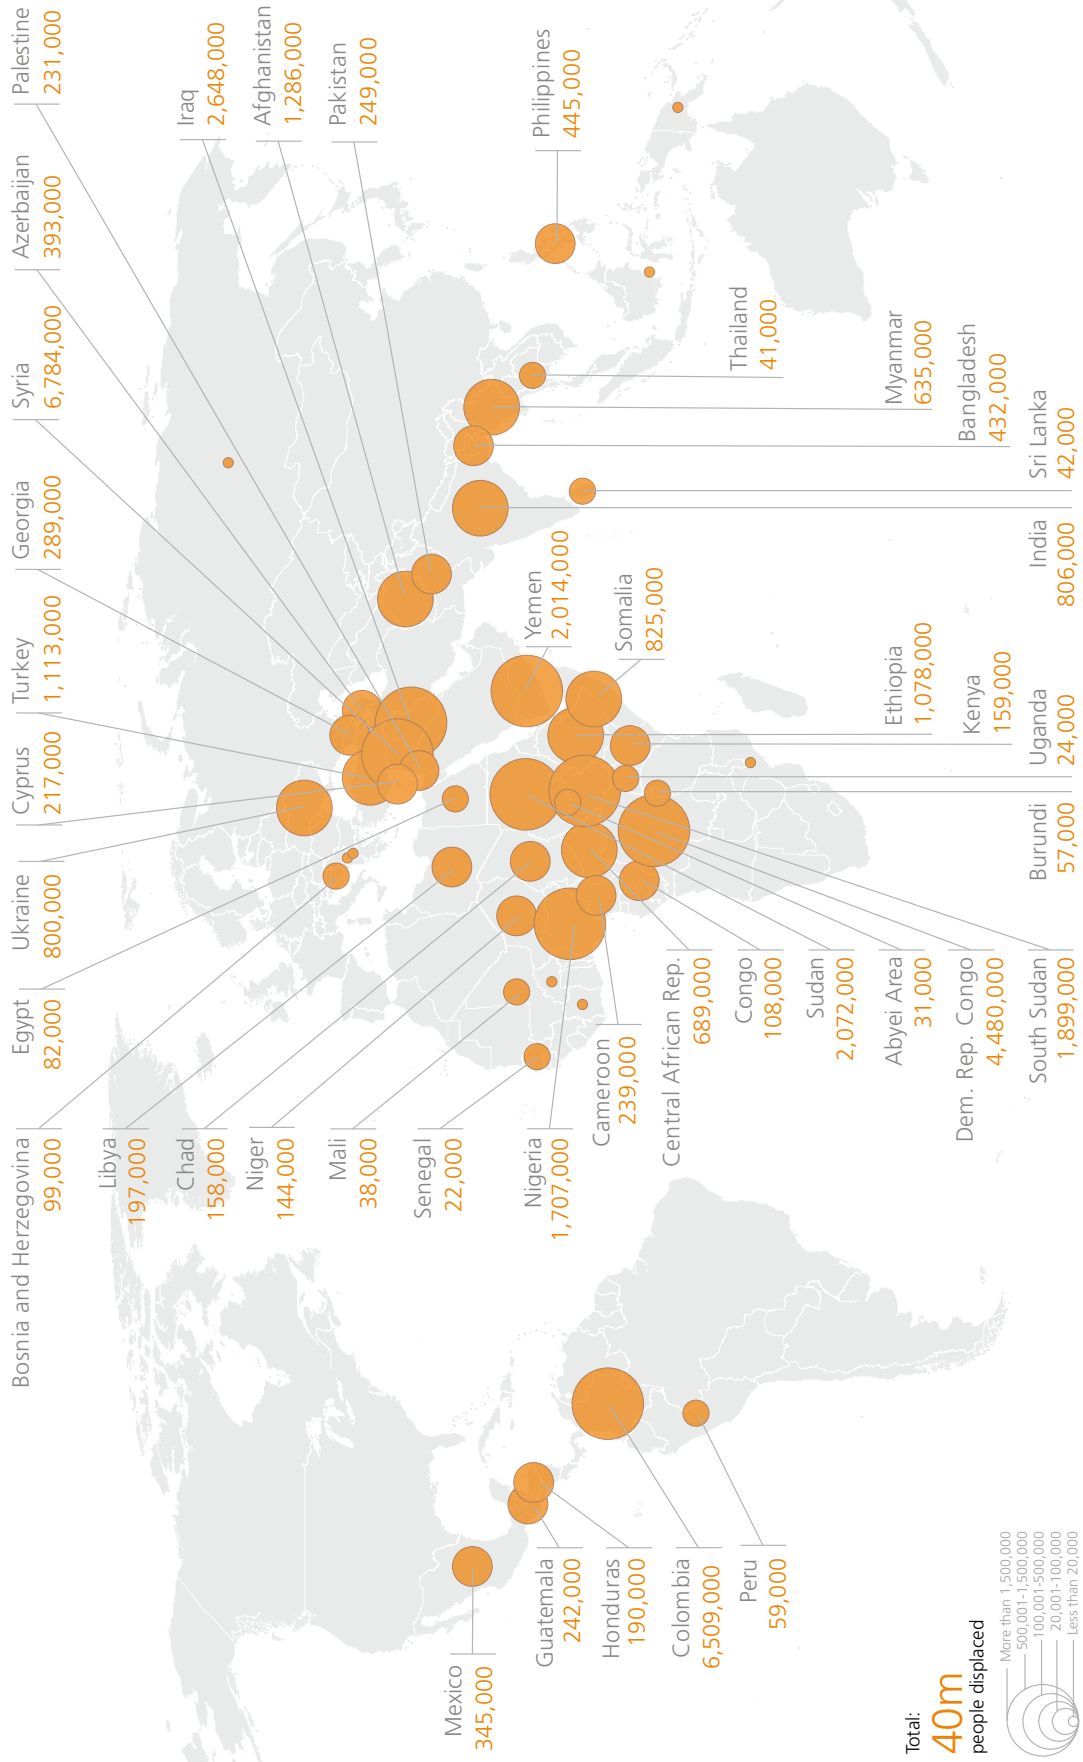 Bosnia and Herzegovina
99,000
Egypt
82,000
Ukraine
800,000
Cyprus
217,000
Turkey
1,113,000
Georgia
289,000
Syria
6,784,000
Azerbaijan
393,000
Palestine
231,000
Libya
197,000
Chad
158,000
Niger
144,000
Mali
38,000
Senegal
22,000
Nigeria
1,707,000
Iraq
2,648,000
Afghanistan
1,286,000
Pakistan
249,000
Philippines
445,000
Yemen
2,014,000
Somalia
825,000
Thailand
41,000
Myanmar
635,000
Bangladesh
432,000
Sri Lanka
42,000
India
806,000
Ethiopia
1,078,000
Kenya
159,000
Uganda
24,000
Burundi
57,000
Cameroon
239,000
Central African Rep.
689,000
Congo
108,000
Sudan
2,072,000
Abyei Area
31,000
Dem. Rep. Congo
4,480,000
South Sudan
1,899,000
Mexico
345,000
Guatemala
242,000
Honduras
190,000
Colombia
6,509,000
Peru
59,000
Total:
40m
people displaced
More than 1,500,000
500,001-1,500,000
100,001-500,000
20,001-100,000
Less than 20,000